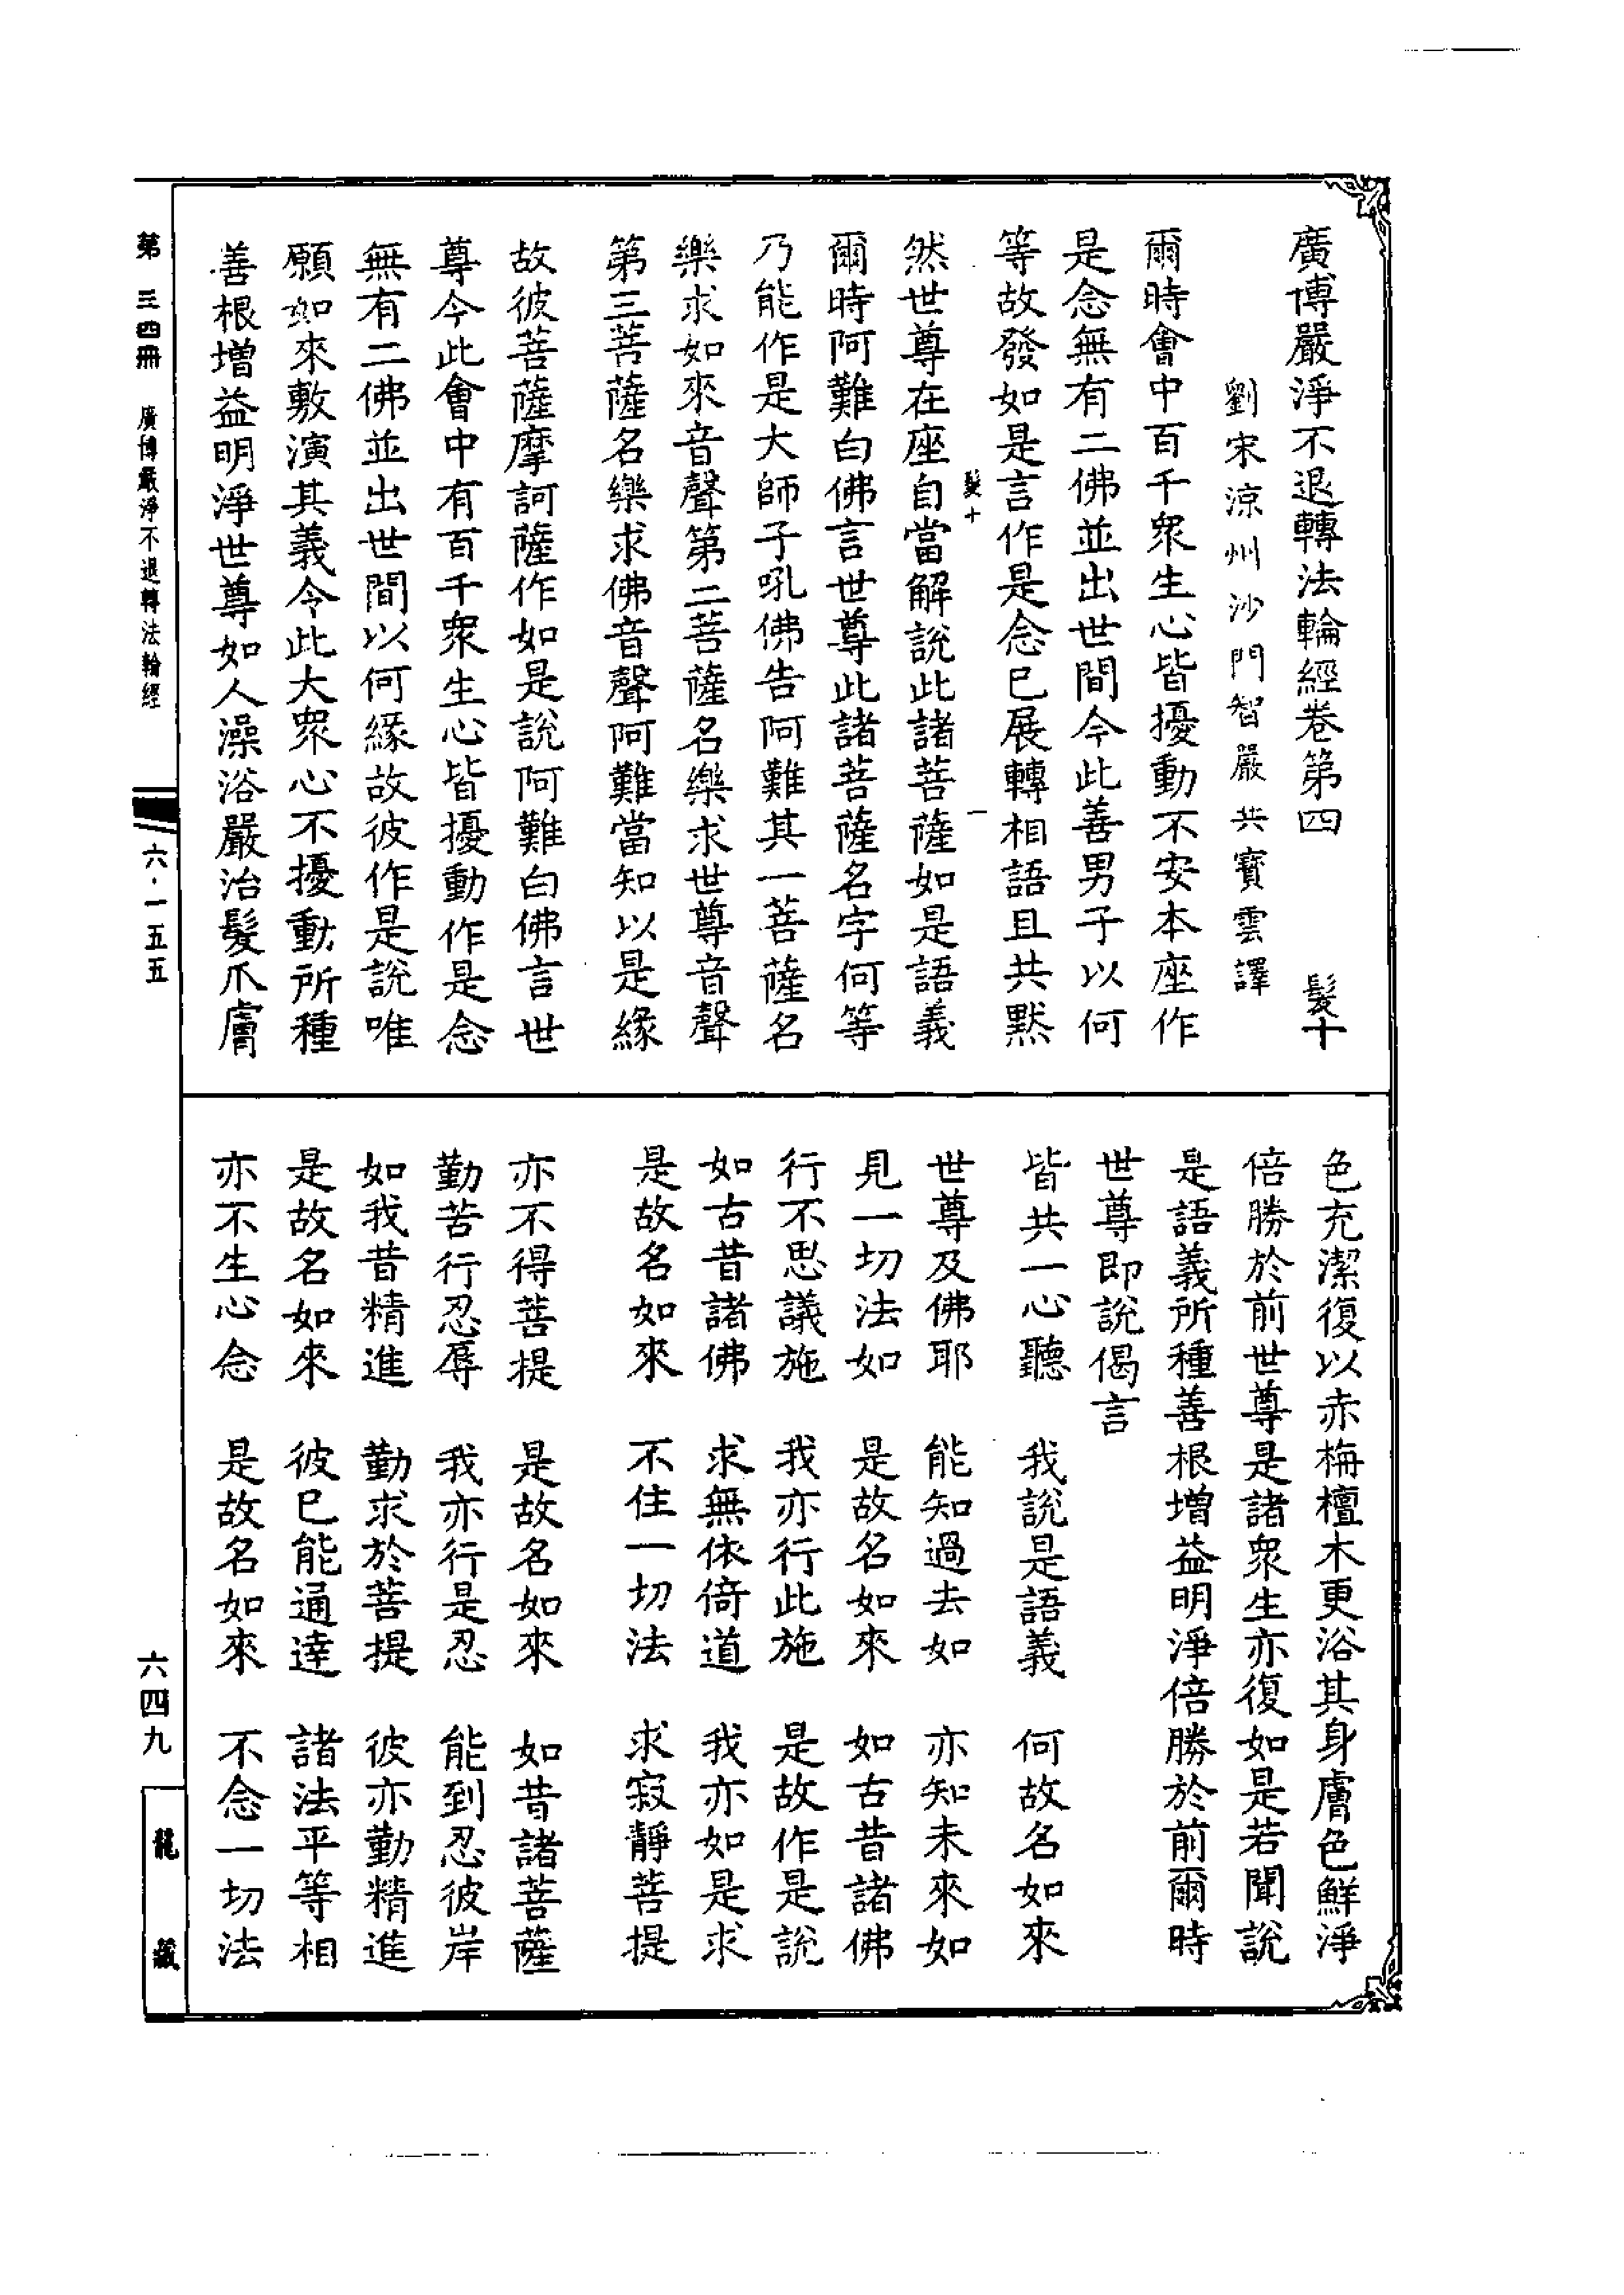 廣博嚴淨不退轉法輪經卷第四　髮十
劉宋涼州沙門智嚴共寶雲譯
爾時會中百千眾生心皆擾動不安本座作
是念無有二佛並出世間今此善男子以何
等故發如是言作是念已展轉相語且共默
髮十　一
然世尊在座自當解說此諸菩薩如是語義
爾時阿難白佛言世尊此諸菩薩名字何等
乃能作是大師子吼佛告阿難其一菩薩名
樂求如來音聲第二菩薩名樂求世尊音聲
第三菩薩名樂求佛音聲阿難當知以是緣
故彼菩薩摩訶薩作如是說阿難白佛言世
尊今此會中有百千眾生心皆擾動作是念
無有二佛並出世間以何緣故彼作是說唯
願如來敷演其義令此大眾心不擾動所種
善根增益明淨世尊如人澡浴嚴治髮爪膚
色充潔復以赤栴檀木更浴其身膚色鮮淨
倍勝於前世尊是諸眾生亦復如是若聞說
是語義所種善根增益明淨倍勝於前爾時
世尊即說偈言
皆共一心聽　我說是語義　何故名如來
世尊及佛耶　能知過去如　亦知未來如
見一切法如　是故名如來　如古昔諸佛
行不思議施　我亦行此施　是故作是說
如古昔諸佛　求無依倚道　我亦如是求
是故名如來　不住一切法　求寂靜菩提
亦不得菩提　是故名如來　如昔諸菩薩
勤苦行忍辱　我亦行是忍　能到忍彼岸
如我昔精進　勤求於菩提　彼亦勤精進
是故名如來　彼已能通達　諸法平等相
亦不生心念　是故名如來　不念一切法
第三四冊　廣博嚴淨不退轉法輪經
六·一五五
六四九
龍藏